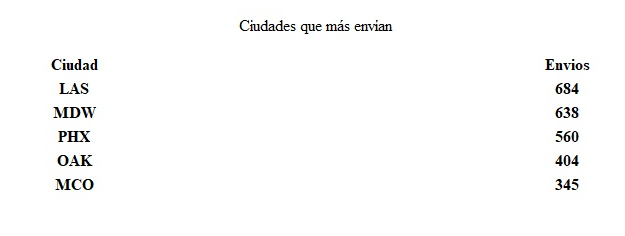 Ciudades que más envian
Ciudad Envios
LAS 684
MDW 638
PHX 560
OAK 404
MCO 345